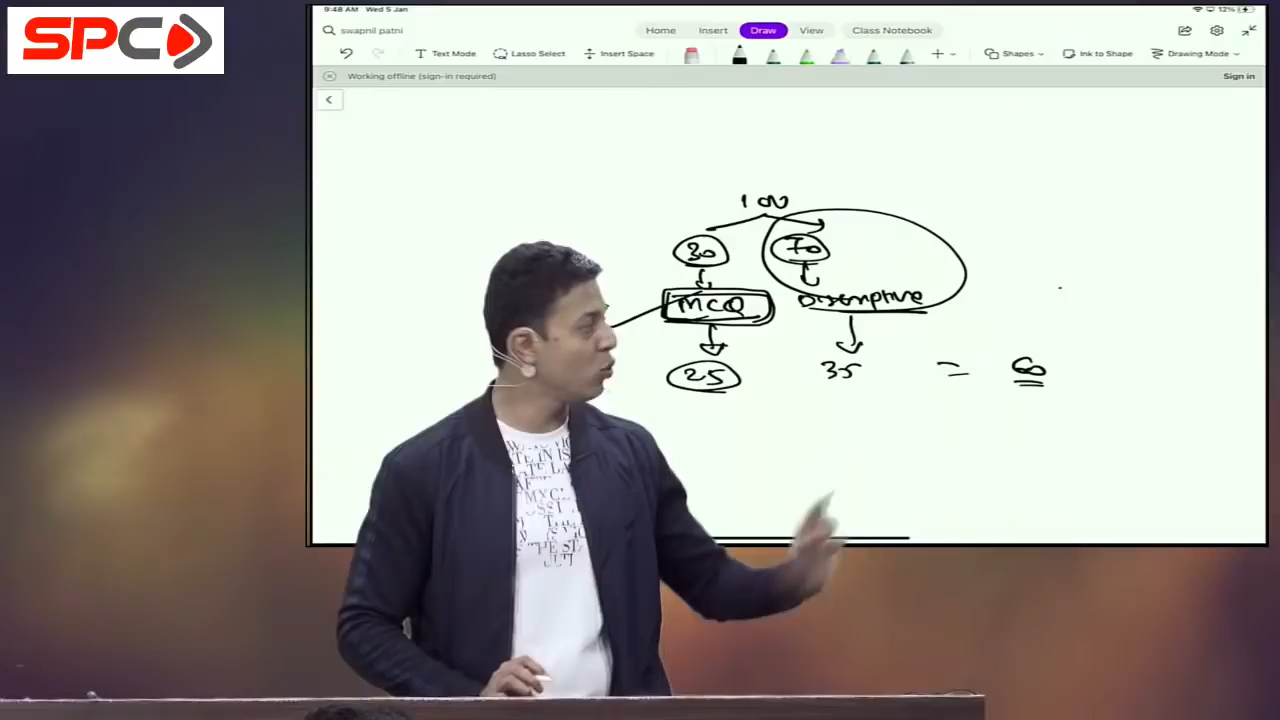 SPC
9:48 AM Wed 5 Jan
12%
swapnil patni
Home Insert Draw View Class Notebook
Text Mode Lasso Select Insert Space Shapes Ink to Shape Drawing Mode
Working offline (sign-in required) Sign in
100
30 70
MCQ Descriptive
25 35 = 60